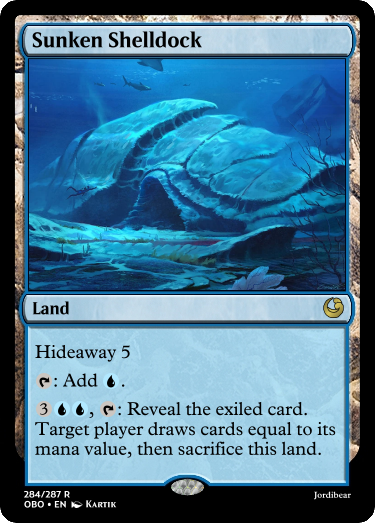 Sunken Shelldock
Land
Hideaway 5
: Add .
3 , : Reveal the exiled card.
Target player draws cards equal to its
mana value, then sacrifice this land.
284/287 R
OBO • EN Kartik
Jordibear